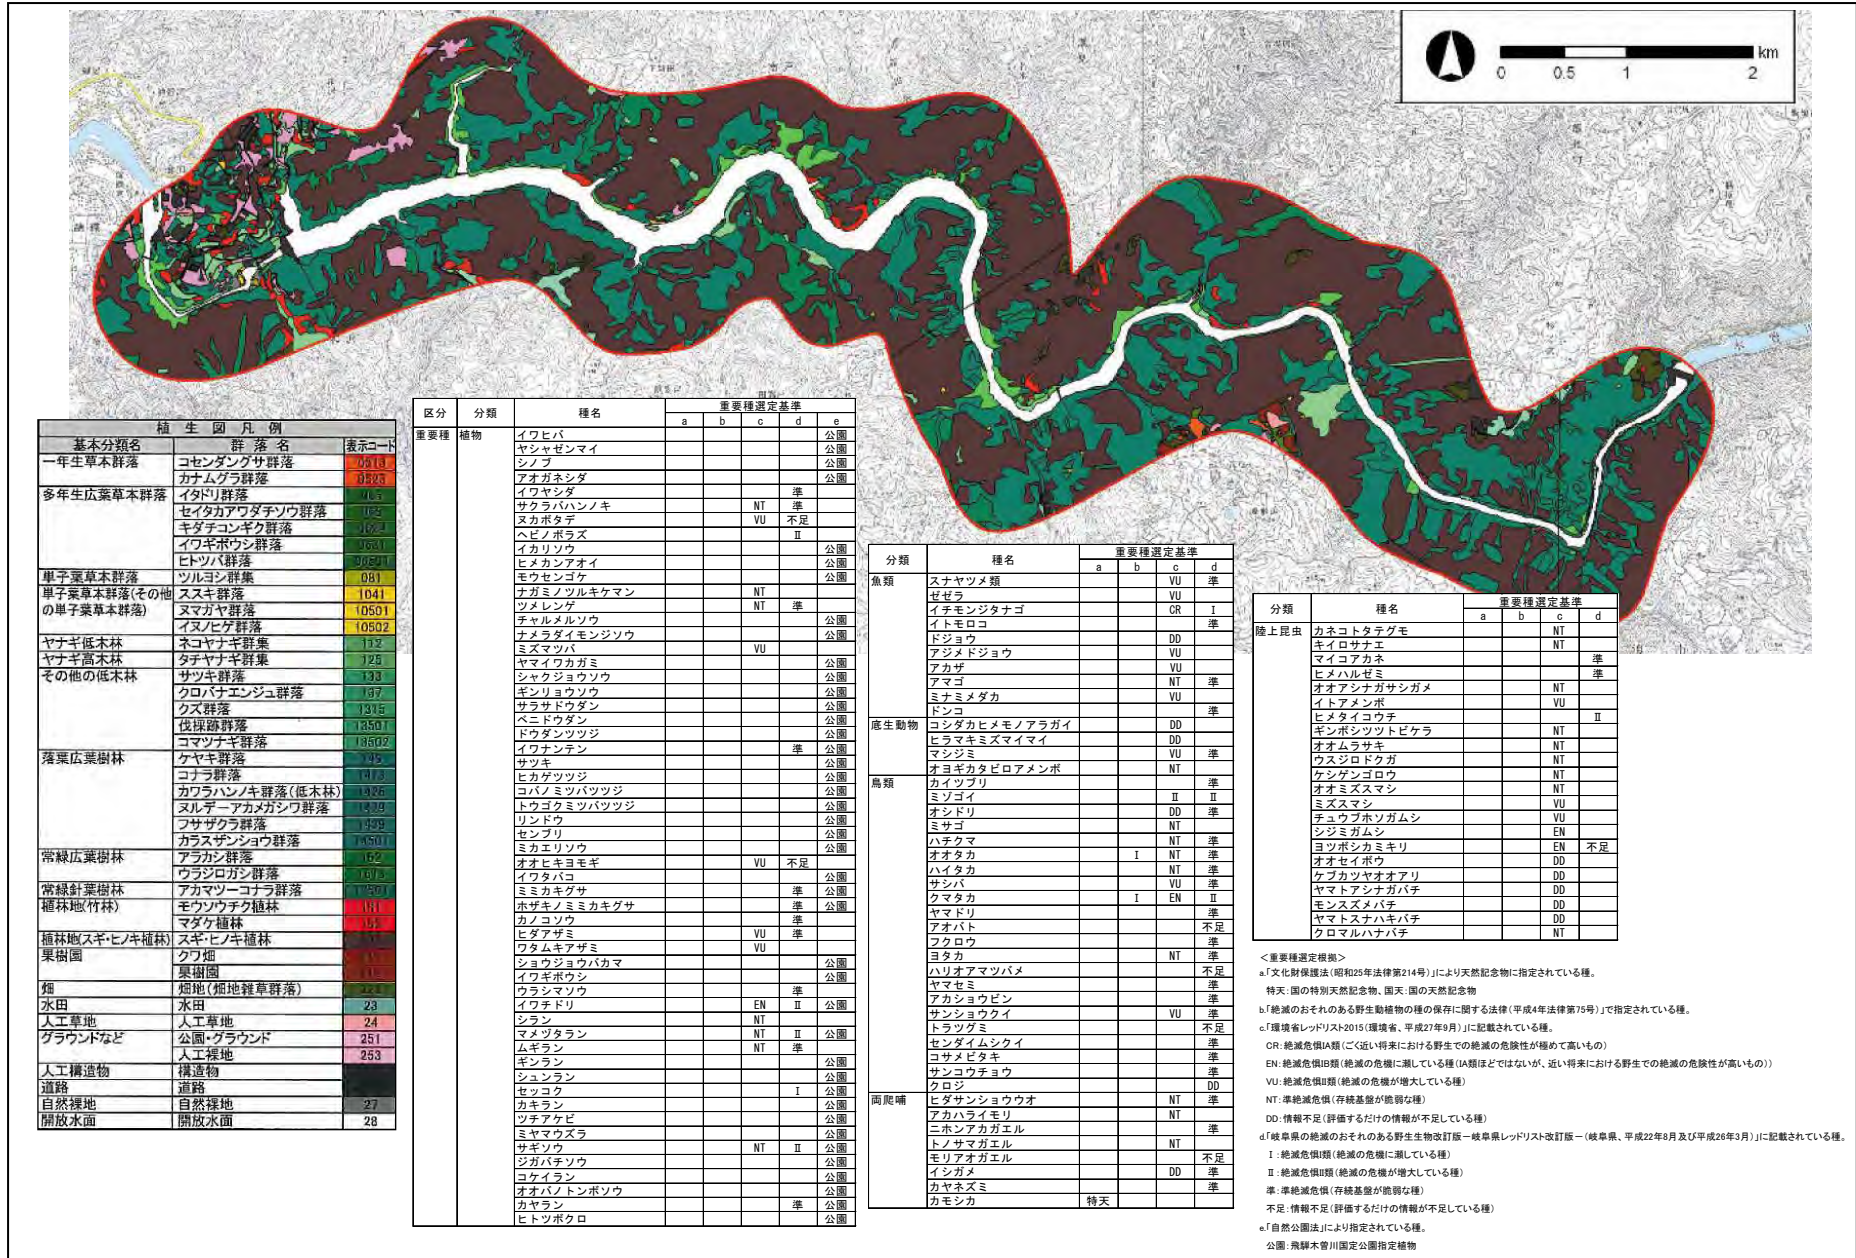 km
0 0.5 1 2
植 生 図 凡 例
基本分類名 群 落 名 表示コード
一年生草本群落 コセンダングサ群落
カナムグラ群落 0523
多年生広葉草本群落 イタドリ群落
セイタカアワダチソウ群落
キダチコンギク群落
イワギボウシ群落
ヒトツバ群落
単子葉草本群落 ツルヨシ群集 081
単子葉草本群落(その他の単子葉草本群落) ススキ群落 1041
ヌマガヤ群落 10501
イヌノヒゲ群落 10502
ヤナギ低木林 ネコヤナギ群集 112
ヤナギ高木林 タチヤナギ群集 125
その他の低木林 サツキ群落 133
クロバナエンジュ群落 137
クズ群落 1315
伐採跡群落 13501
コマツナギ群落 13502
落葉広葉樹林 ケヤキ群落
コナラ群落
カワラハンノキ群落(低木林)
ヌルデーアカメガシワ群落
フサザクラ群落
カラスザンショウ群落
常緑広葉樹林 アラカシ群落
ウラジロガシ群落
常緑針葉樹林 アカマツーコナラ群落
植林地(竹林) モウソウチク植林
マダケ植林
植林地(スギ・ヒノキ植林) スギ・ヒノキ植林
果樹園 クワ畑
果樹園
畑 畑地(畑地雑草群落)
水田 水田 23
人工草地 人工草地 24
グラウンドなど 公園・グラウンド 251
人工裸地 253
人工構造物 構造物
道路 道路
自然裸地 自然裸地 27
開放水面 開放水面 28
区分 分類 種名 重要種選定基準
a b c d e
重要種 植物 イワヒバ 公園
ヤシャゼンマイ 公園
シノブ 公園
アオガネシダ 公園
イワヤシダ 準
サクラバハンノキ NT 準
ヌカボタデ VU 不足
ヘビノボラズ Ⅱ
イカリソウ 公園
ヒメカンアオイ 公園
モウセンゴケ 公園
ナガミノツルキケマン NT
ツメレンゲ NT 準
チャルメルソウ 公園
ナメラダイモンジソウ 公園
ミズマツバ VU
ヤマイワカガミ 公園
シャクジョウソウ 公園
ギンリョウソウ 公園
サラサドウダン 公園
ベニドウダン 公園
ドウダンツツジ 公園
イワナンテン 準 公園
サツキ 公園
ヒカゲツツジ 公園
コバノミツバツツジ 公園
トウゴクミツバツツジ 公園
リンドウ 公園
センブリ 公園
ミカエリソウ 公園
オオヒキヨモギ VU 不足
イワタバコ 公園
ミミカキグサ 準 公園
ホザキノミミカキグサ 準 公園
カノコソウ 準
ヒダアザミ VU 準
ワタムキアザミ VU
ショウジョウバカマ 公園
イワギボウシ 公園
ウラシマソウ 準
イワチドリ EN Ⅱ 公園
シラン NT
マメヅタラン NT Ⅱ 公園
ムギラン NT 準
ギンラン 公園
シュンラン 公園
セッコク Ⅰ 公園
カキラン 公園
ツチアケビ 公園
ミヤマウズラ 公園
サギソウ NT Ⅱ 公園
ジガバチソウ 公園
コケイラン 公園
オオバノトンボソウ 公園
カヤラン 準 公園
ヒトツボクロ 公園
分類 種名 重要種選定基準
a b c d
魚類 スナヤツメ類 VU 準
ゼゼラ VU
イチモンジタナゴ CR Ⅰ
イトモロコ 準
ドジョウ DD
アジメドジョウ VU
アカザ VU
アマゴ NT 準
ミナミメダカ VU
ドンコ 準
底生動物 コシダカヒメモノアラガイ DD
ヒラマキミズマイマイ DD
マシジミ VU 準
オヨギカタビロアメンボ NT
鳥類 カイツブリ 準
ミゾゴイ Ⅱ Ⅱ
オシドリ DD 準
ミサゴ NT
ハチクマ NT 準
オオタカ Ⅰ NT 準
ハイタカ NT 準
サシバ VU 準
クマタカ Ⅰ EN Ⅱ
ヤマドリ 準
アオバト 不足
フクロウ 準
ヨタカ NT 準
ハリオアマツバメ 不足
ヤマセミ 準
アカショウビン 準
サンショウクイ VU 準
トラツグミ 不足
センダイムシクイ 準
コサメビタキ 準
サンコウチョウ 準
クロジ DD
両爬哺 ヒダサンショウウオ NT 準
アカハライモリ NT
ニホンアカガエル 準
トノサマガエル NT
モリアオガエル 不足
イシガメ DD 準
カヤネズミ 準
カモシカ 特天
分類 種名 重要種選定基準
a b c d
陸上昆虫 カネコトタテグモ NT
キイロサナエ NT
マイコアカネ 準
ヒメハルゼミ 準
オオアシナガサシガメ NT
イトアメンボ VU
ヒメタイコウチ Ⅱ
ギンボシツツトビケラ NT
オオムラサキ NT
ウスジロドクガ NT
ケシゲンゴロウ NT
オオミズスマシ NT
ミズスマシ VU
チュウブホソガムシ VU
シジミガムシ EN
ヨツボシカミキリ EN 不足
オオセイボウ DD
ケブカツヤオオアリ DD
ヤマトアシナガバチ DD
モンスズメバチ DD
ヤマトスナハキバチ DD
クロマルハナバチ NT
＜重要種選定根拠＞
a.「文化財保護法(昭和25年法律第214号)」により天然記念物に指定されている種。
特天:国の特別天然記念物、国天:国の天然記念物
b.「絶滅のおそれのある野生動植物の種の保存に関する法律(平成4年法律第75号)」で指定されている種。
c.「環境省レッドリスト2015(環境省、平成27年9月)」に記載されている種。
CR:絶滅危惧ⅠA類(ごく近い将来における野生での絶滅の危険性が極めて高いもの)
EN:絶滅危惧ⅠB類(絶滅の危機に瀕している種(ⅠA類ほどではないが、近い将来における野生での絶滅の危険性が高いもの))
VU:絶滅危惧Ⅱ類(絶滅の危機が増大している種)
NT:準絶滅危惧(存続基盤が脆弱な種)
DD:情報不足(評価するだけの情報が不足している種)
d.「岐阜県の絶滅のおそれのある野生生物改訂版－岐阜県レッドリスト改訂版－(岐阜県、平成22年8月及び平成26年3月)」に記載されている種。
Ⅰ:絶滅危惧Ⅰ類(絶滅の危機に瀕している種)
Ⅱ:絶滅危惧Ⅱ類(絶滅の危機が増大している種)
準:準絶滅危惧(存続基盤が脆弱な種)
不足:情報不足(評価するだけの情報が不足している種)
e.「自然公園法」により指定されている種。
公園:飛騨木曽川国定公園指定植物